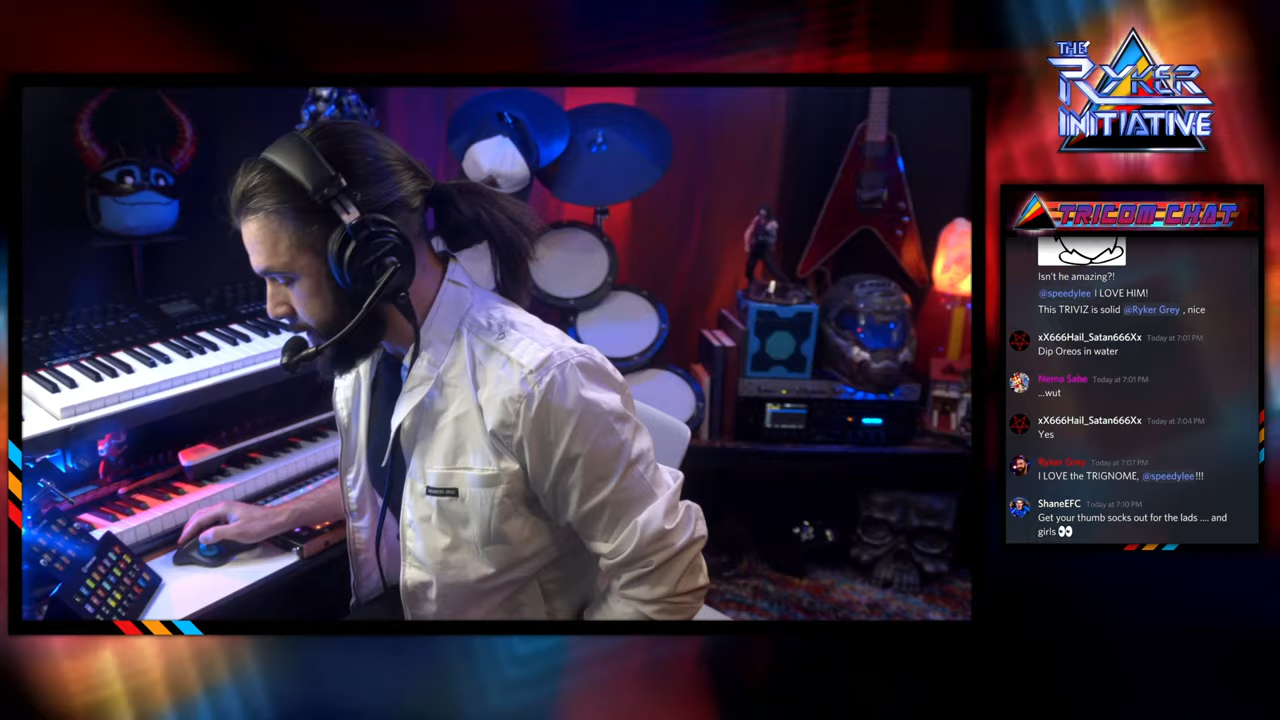 THE
RYKER
INITIATIVE
TRICOM CHAT
Isn't he amazing?!
@speedylee I LOVE HIM!
This TRIVIZ is solid @Ryker Grey , nice
xX666Hail_Satan666Xx Today at 7:01 PM
Dip Oreos in water
Nemo Sabe Today at 7:01 PM
...wut
xX666Hail_Satan666Xx Today at 7:04 PM
Yes
Ryker Grey Today at 7:07 PM
I LOVE the TRIGNOME, @speedylee!!!
ShaneEFC Today at 7:10 PM
Get your thumb socks out for the lads .... and
girls👀